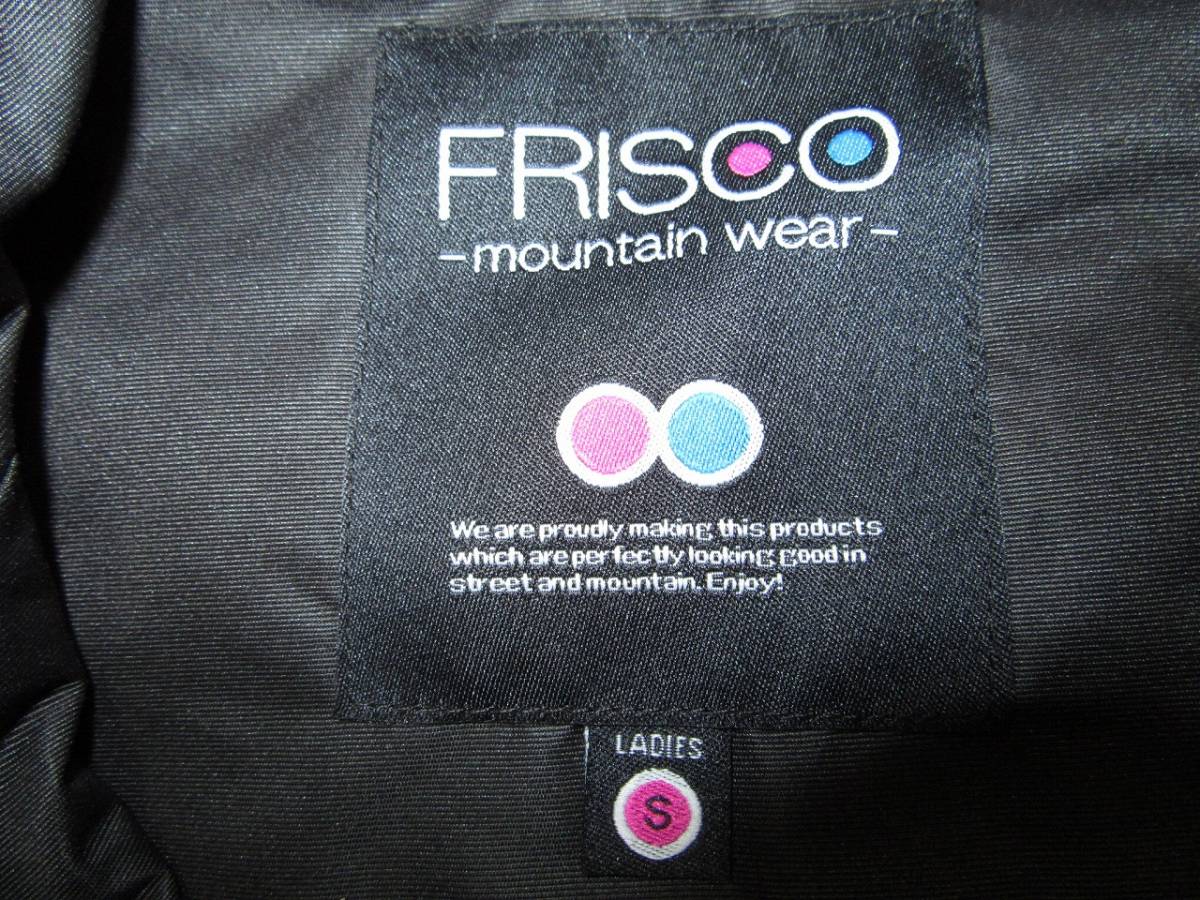 FRISCO
-mountain wear-
We are proudly making this products
which are perfectly looking good in
street and mountain. Enjoy!
LADIES
S